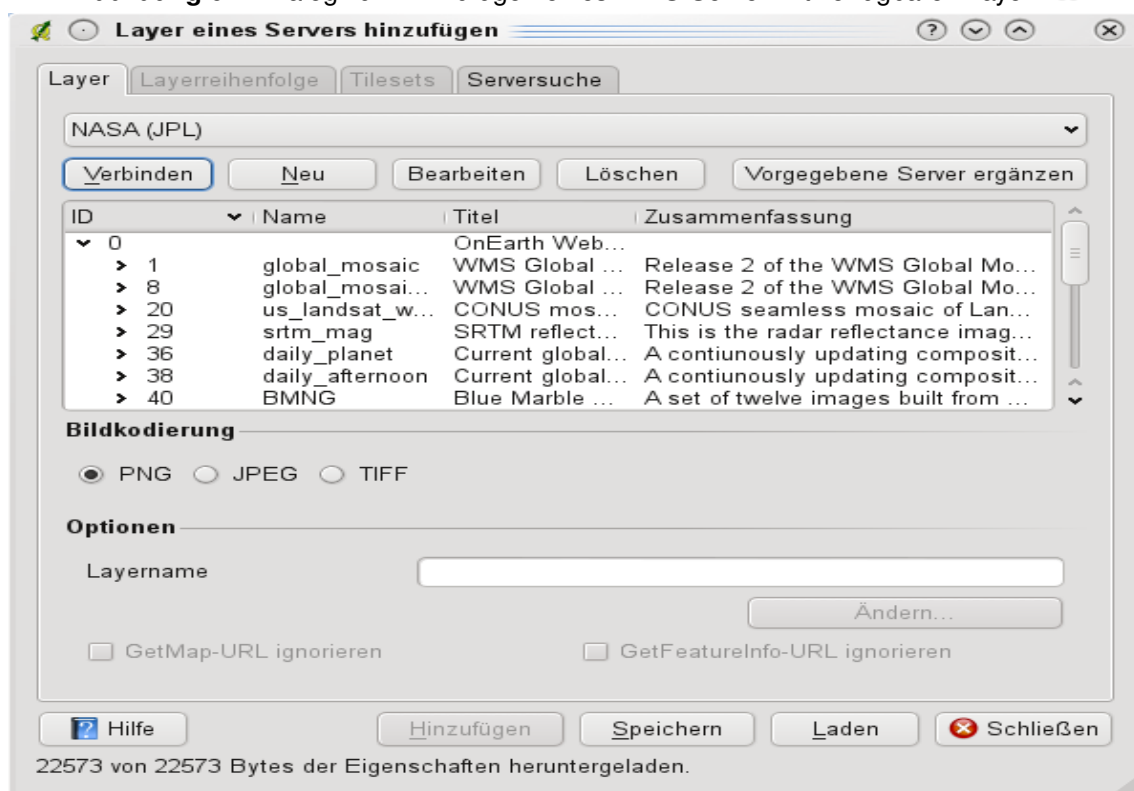 Layer eines Servers hinzufügen
Layer Layerreihenfolge Tilesets Serversuche
NASA (JPL)
Verbinden Neu Bearbeiten Löschen Vorgegebene Server ergänzen
ID Name Titel Zusammenfassung
0 OnEarth Web...
1 global_mosaic WMS Global ... Release 2 of the WMS Global Mo...
8 global_mosai... WMS Global ... Release 2 of the WMS Global Mo...
20 us_landsat_w... CONUS mos... CONUS seamless mosaic of Lan...
29 srtm_mag SRTM reflect... This is the radar reflectance imag...
36 daily_planet Current global... A contiunously updating composit...
38 daily_afternoon Current global... A contiunously updating composit...
40 BMNG Blue Marble ... A set of twelve images built from ...
Bildkodierung
PNG JPEG TIFF
Optionen
Layername
Ändern...
GetMap-URL ignorieren GetFeatureInfo-URL ignorieren
Hilfe Hinzufügen Speichern Laden Schließen
22573 von 22573 Bytes der Eigenschaften heruntergeladen.